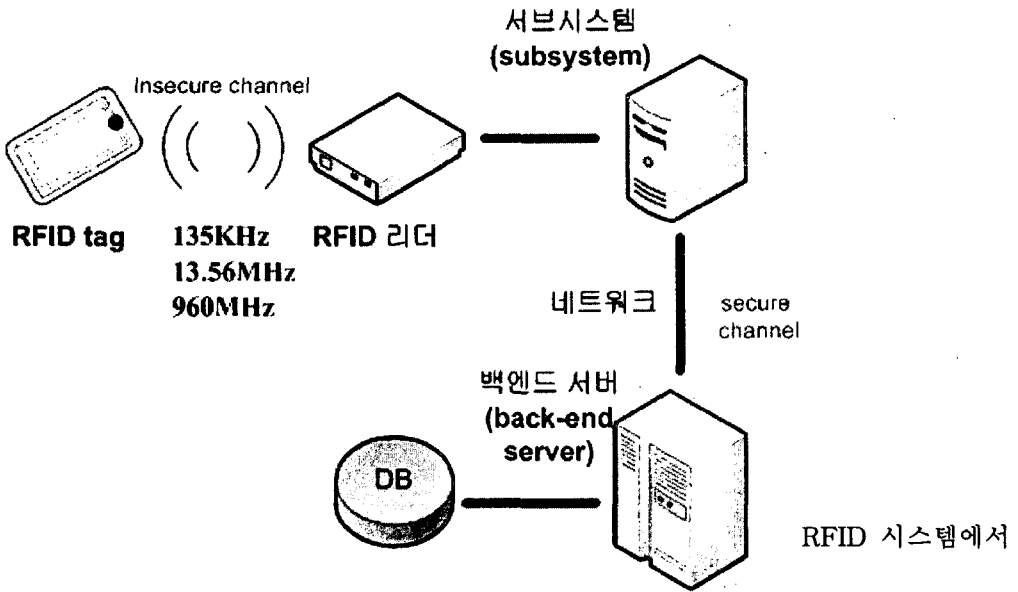 서브시스템
(subsystem)
Insecure channel
RFID tag
135KHz
13.56MHz
960MHz
RFID 리더
네트워크
secure
channel
백엔드 서버
(back-end
server)
DB
RFID 시스템에서